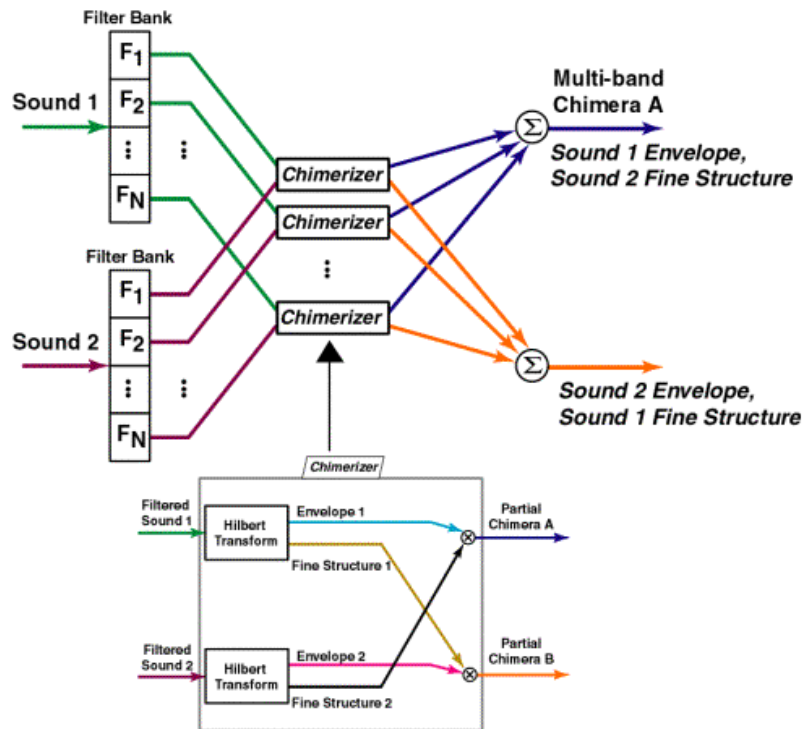 Filter Bank
F1
F2
⋮
⋮
FN
Sound 1
Filter Bank
F1
F2
⋮
⋮
FN
Sound 2
Chimerizer
Chimerizer
⋮
Chimerizer
Σ
Multi-band
Chimera A
Sound 1 Envelope,
Sound 2 Fine Structure
Σ
Sound 2 Envelope,
Sound 1 Fine Structure
Chimerizer
Filtered
Sound 1
Hilbert
Transform
Envelope 1
Fine Structure 1
Partial
Chimera A
Filtered
Sound 2
Hilbert
Transform
Envelope 2
Fine Structure 2
Partial
Chimera B